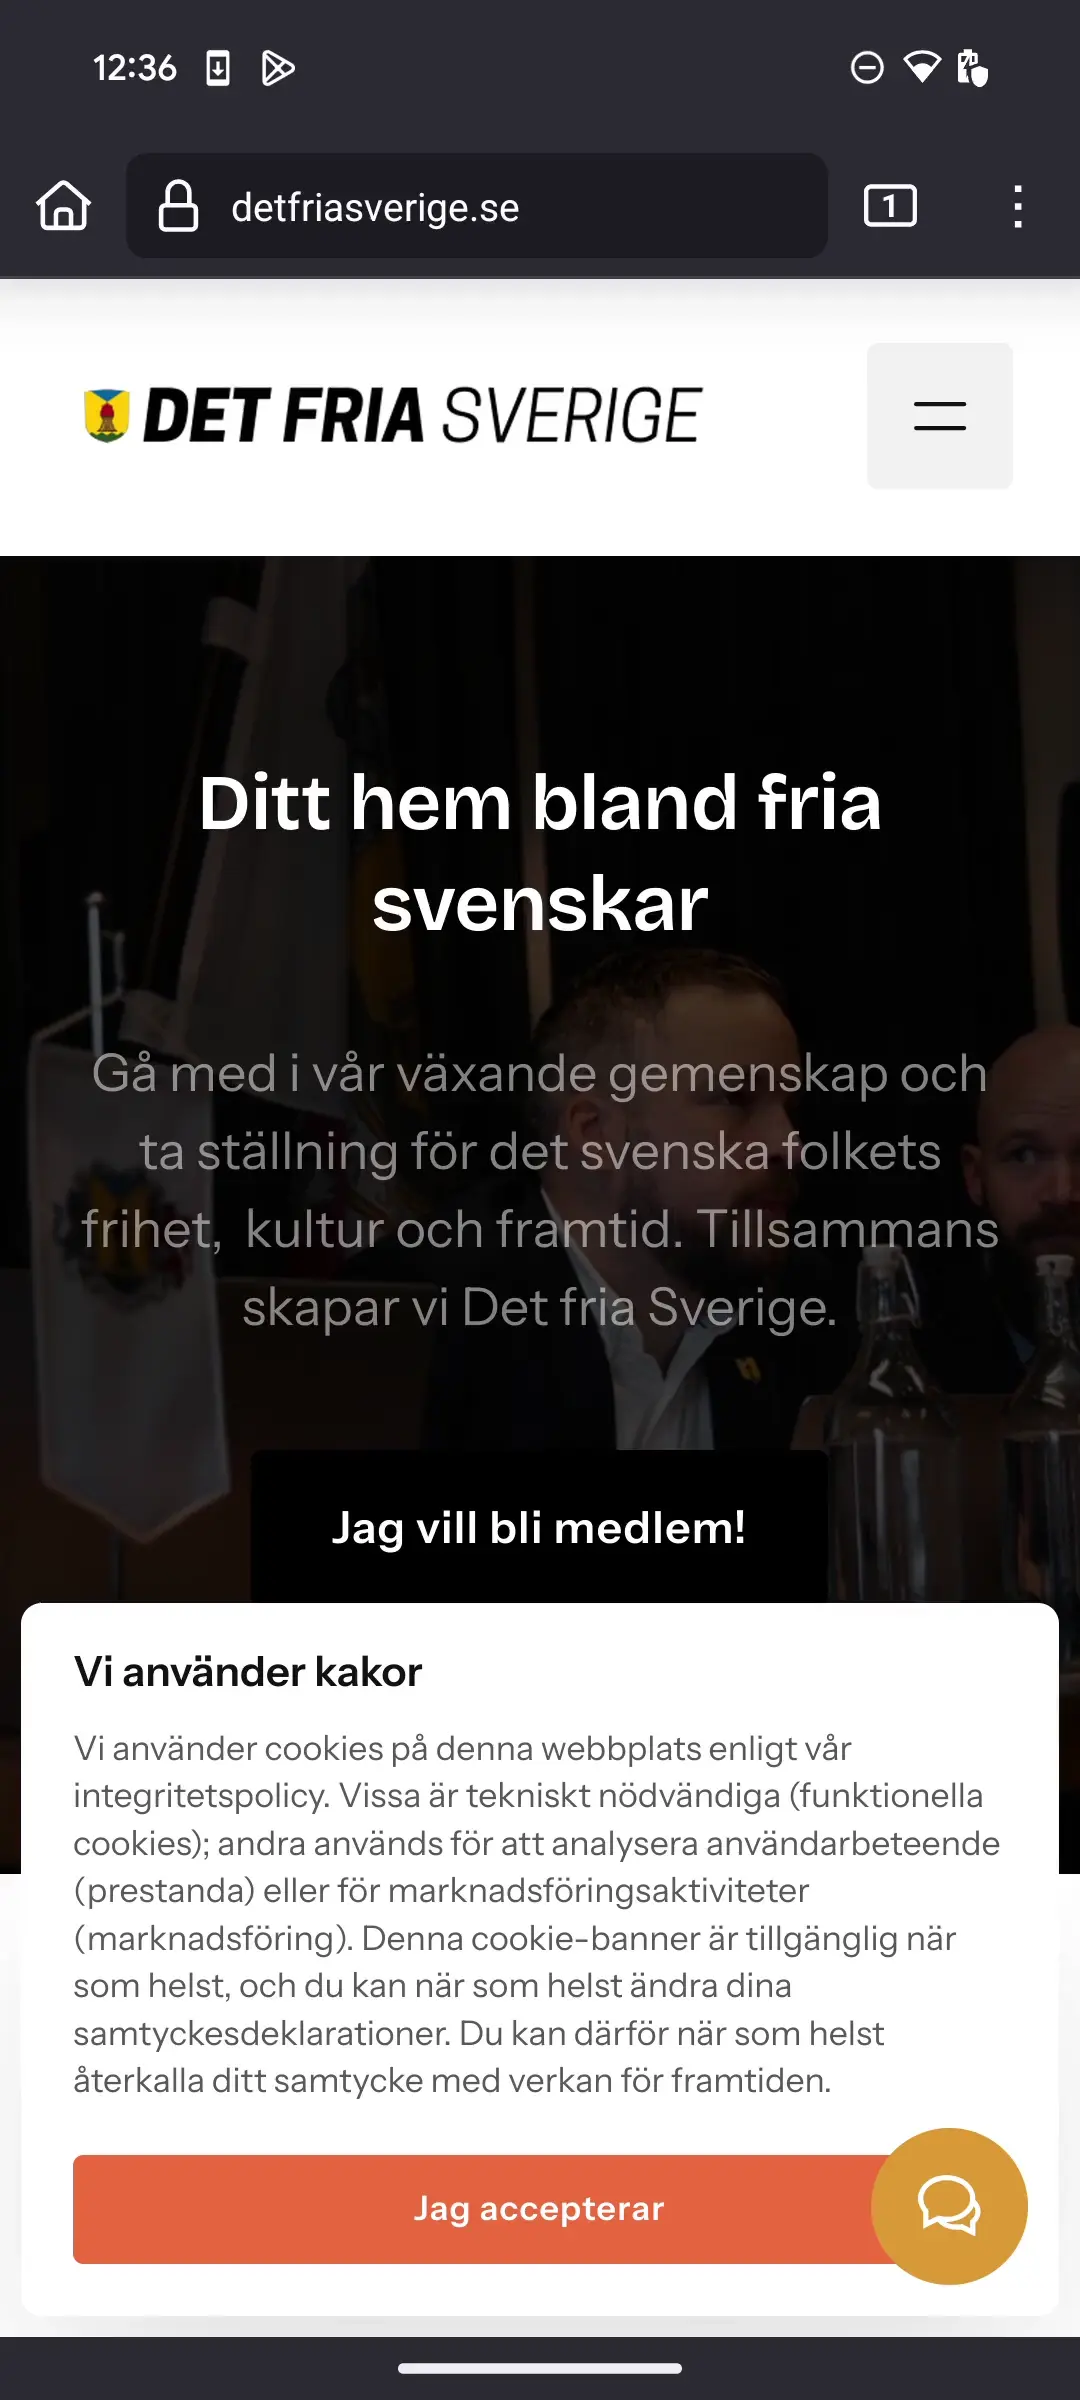 12:36
detfriasverige.se
1
DET FRIA SVERIGE
Ditt hem bland fria
svenskar
Gå med i vår växande gemenskap och
ta ställning för det svenska folkets
frihet, kultur och framtid. Tillsammans
skapar vi Det fria Sverige.
Jag vill bli medlem!
Vi använder kakor
Vi använder cookies på denna webbplats enligt vår
integritetspolicy. Vissa är tekniskt nödvändiga (funktionella
cookies); andra används för att analysera användarbeteende
(prestanda) eller för marknadsföringsaktiviteter
(marknadsföring). Denna cookie-banner är tillgänglig när
som helst, och du kan när som helst ändra dina
samtyckesdeklarationer. Du kan därför när som helst
återkalla ditt samtycke med verkan för framtiden.
Jag accepterar